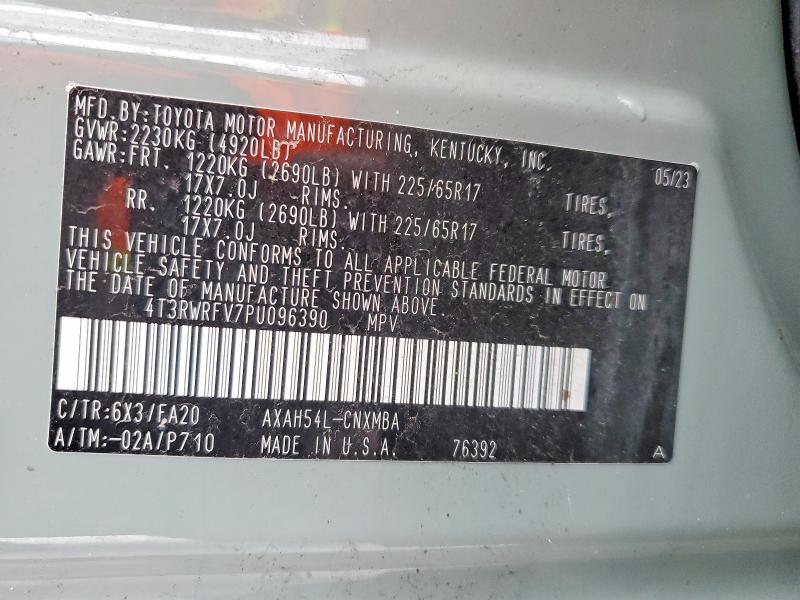 MFD. BY: TOYOTA MOTOR MANUFACTURING, KENTUCKY, INC.
GVWR: 2230KG (4920LB) 05/23
GAWR: FRT. 1220KG (2690LB) WITH 225/65R17 TIRES,
17X7.0J -RIMS.
RR. 1220KG (2690LB) WITH 225/65R17 TIRES,
17X7.0J -RIMS.
THIS VEHICLE CONFORMS TO ALL APPLICABLE FEDERAL MOTOR
VEHICLE SAFETY AND THEFT PREVENTION STANDARDS IN EFFECT ON
THE DATE OF MANUFACTURE SHOWN ABOVE.
4T3RWRFV7PU096390 MPV
C/TR: 6X3/FA20 AXAH54L-CNXMBA
A/TM: -02A/P710 MADE IN U.S.A. 76392 A